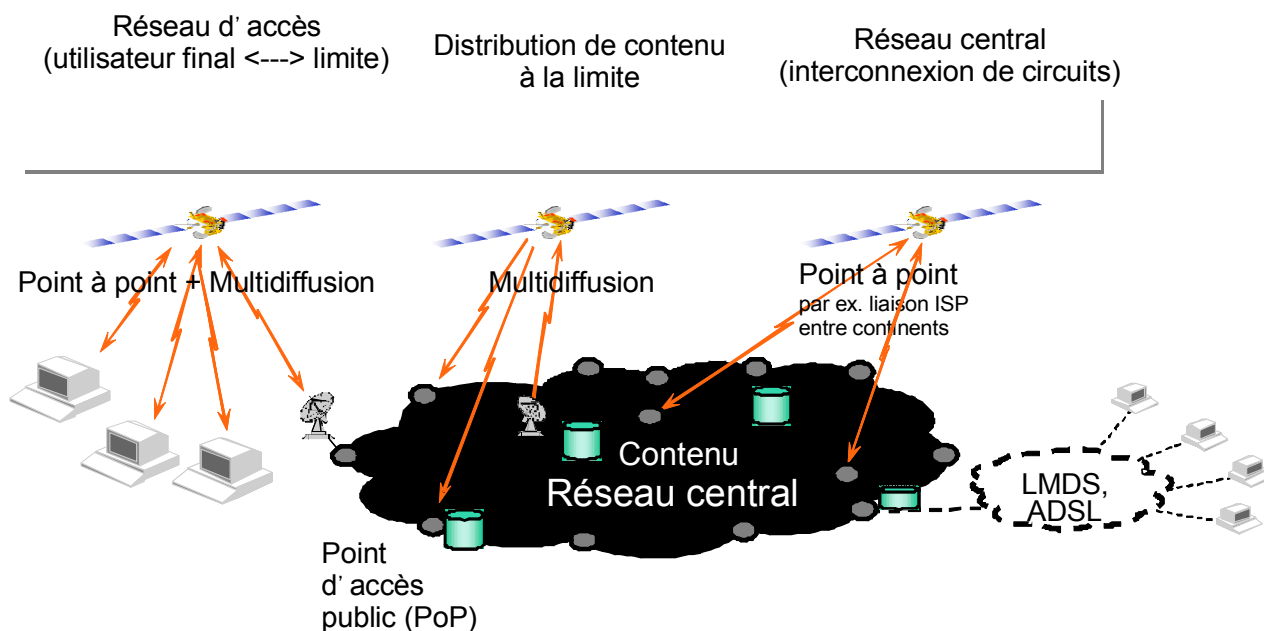 Réseau d' accès
(utilisateur final <---> limite)
Distribution de contenu
à la limite
Réseau central
(interconnexion de circuits)
Point à point + Multidiffusion
Multidiffusion
Point à point
par ex. liaison ISP
entre continents
Contenu
Réseau central
LMDS,
ADSL
Point
d' accès
public (PoP)